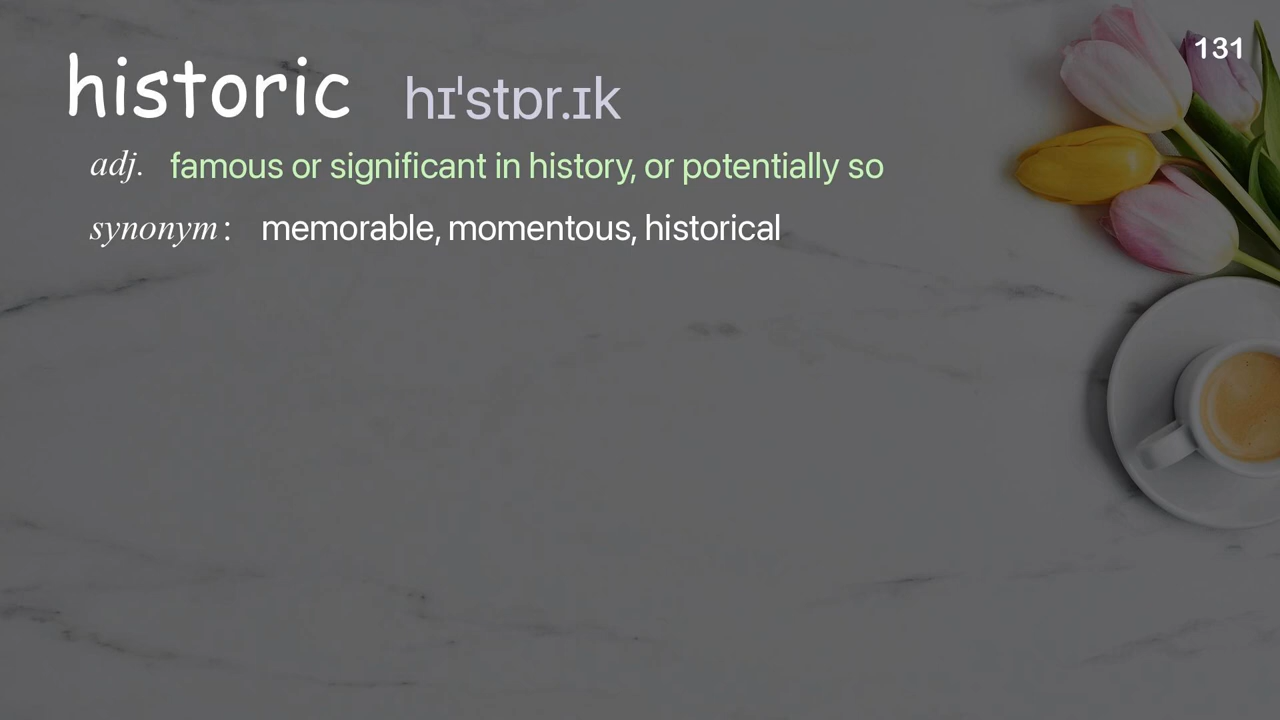 131
historic hɪˈstɒr.ɪk
adj. famous or significant in history, or potentially so
synonym: memorable, momentous, historical